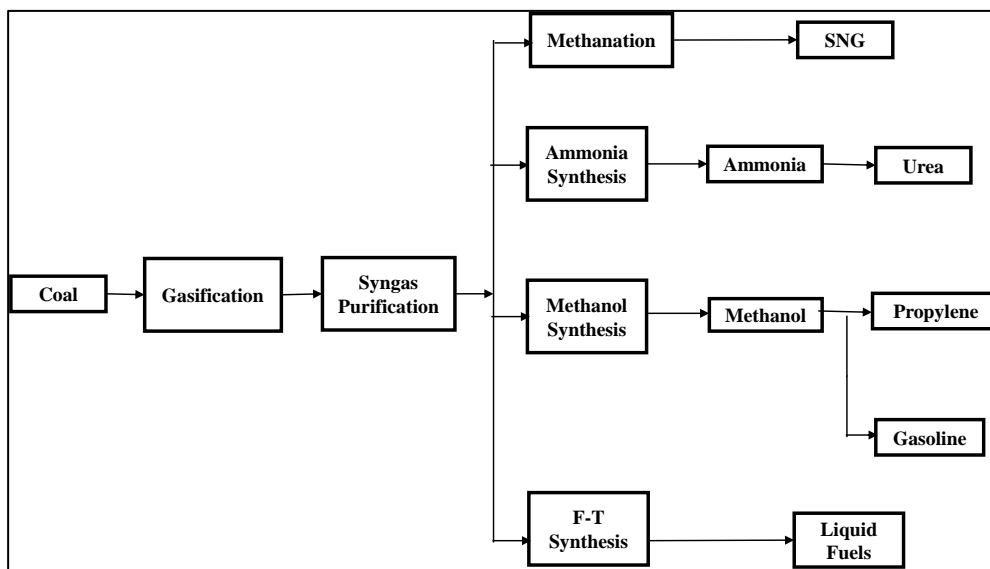 Methanation
SNG
Ammonia
Synthesis
Ammonia
Urea
Coal
Gasification
Syngas
Purification
Methanol
Synthesis
Methanol
Propylene
Gasoline
F-T
Synthesis
Liquid
Fuels